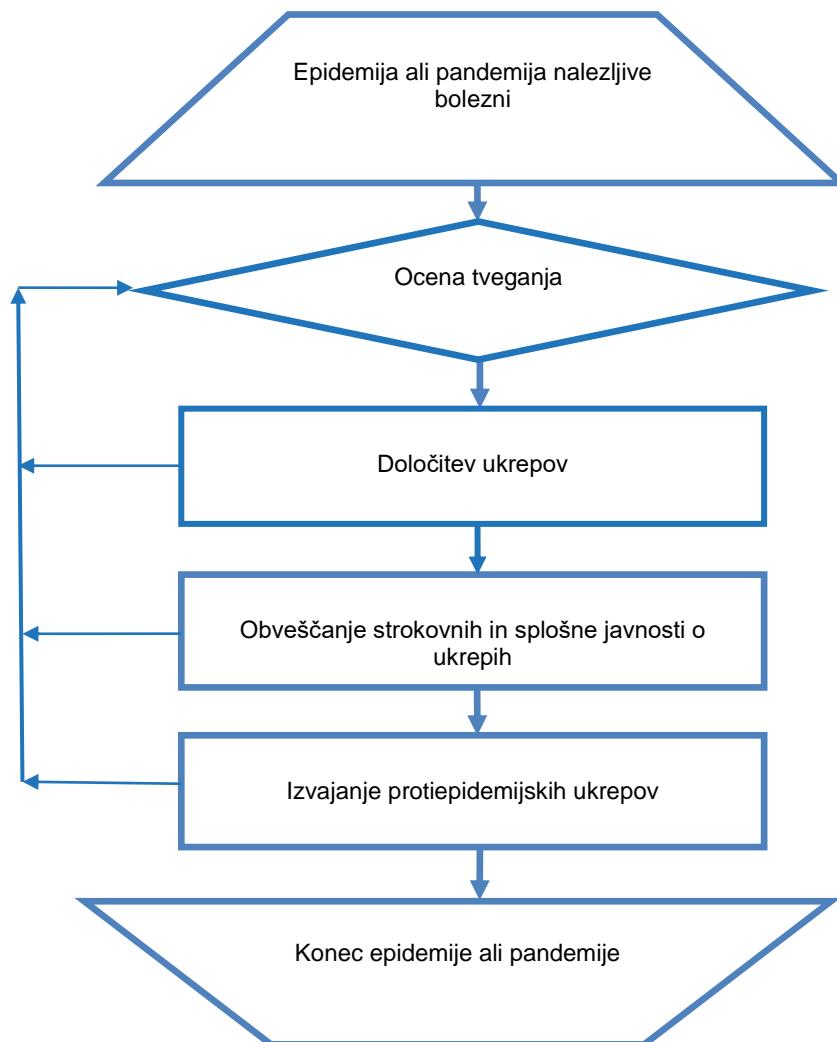 Epidemija ali pandemija nalezljive
bolezni
Ocena tveganja
Določitev ukrepov
Obveščanje strokovnih in splošne javnosti o
ukrepih
Izvajanje protiepidemijskih ukrepov
Konec epidemije ali pandemije